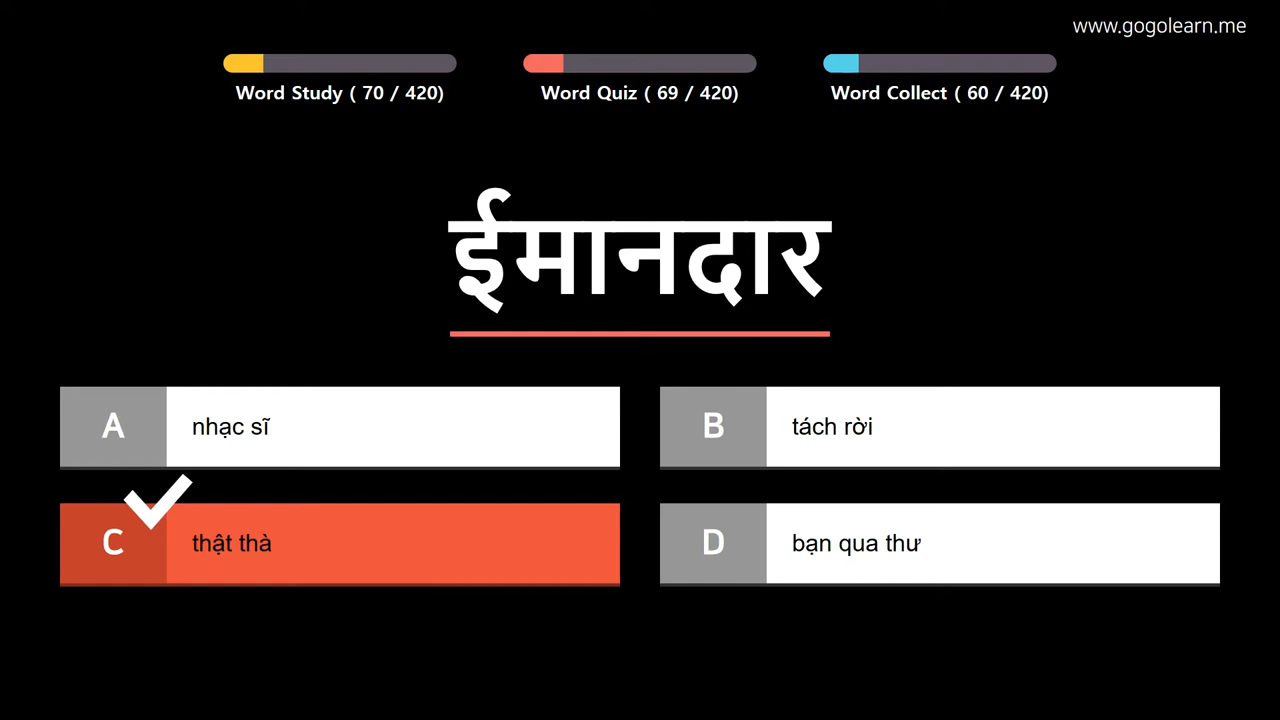 www.gogolearn.me
Word Study ( 70 / 420)
Word Quiz ( 69 / 420)
Word Collect ( 60 / 420)
ईमानदार
A
nhạc sĩ
B
tách rời
C
thật thà
D
bạn qua thư